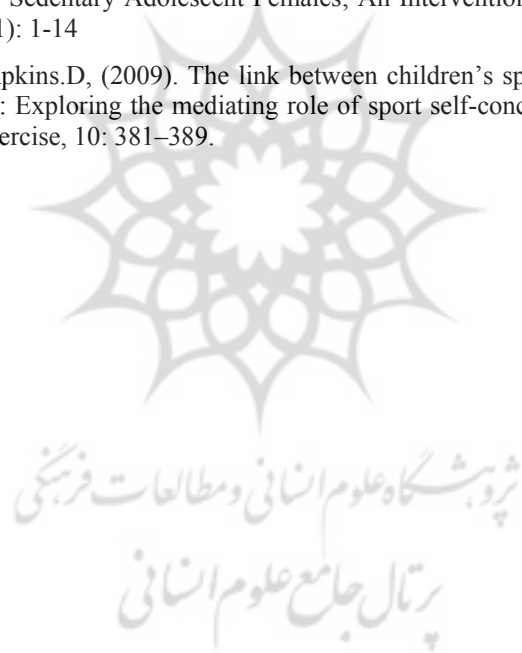 Sedentary Adolescent Females; An Intervention
1): 1-14
pkins.D, (2009). The link between children's sp
: Exploring the mediating role of sport self-conc
ercise, 10: 381–389.
پژوهشگاه علوم انسانی و مطالعات فرهنگی
پرتال جامع علوم انسانی